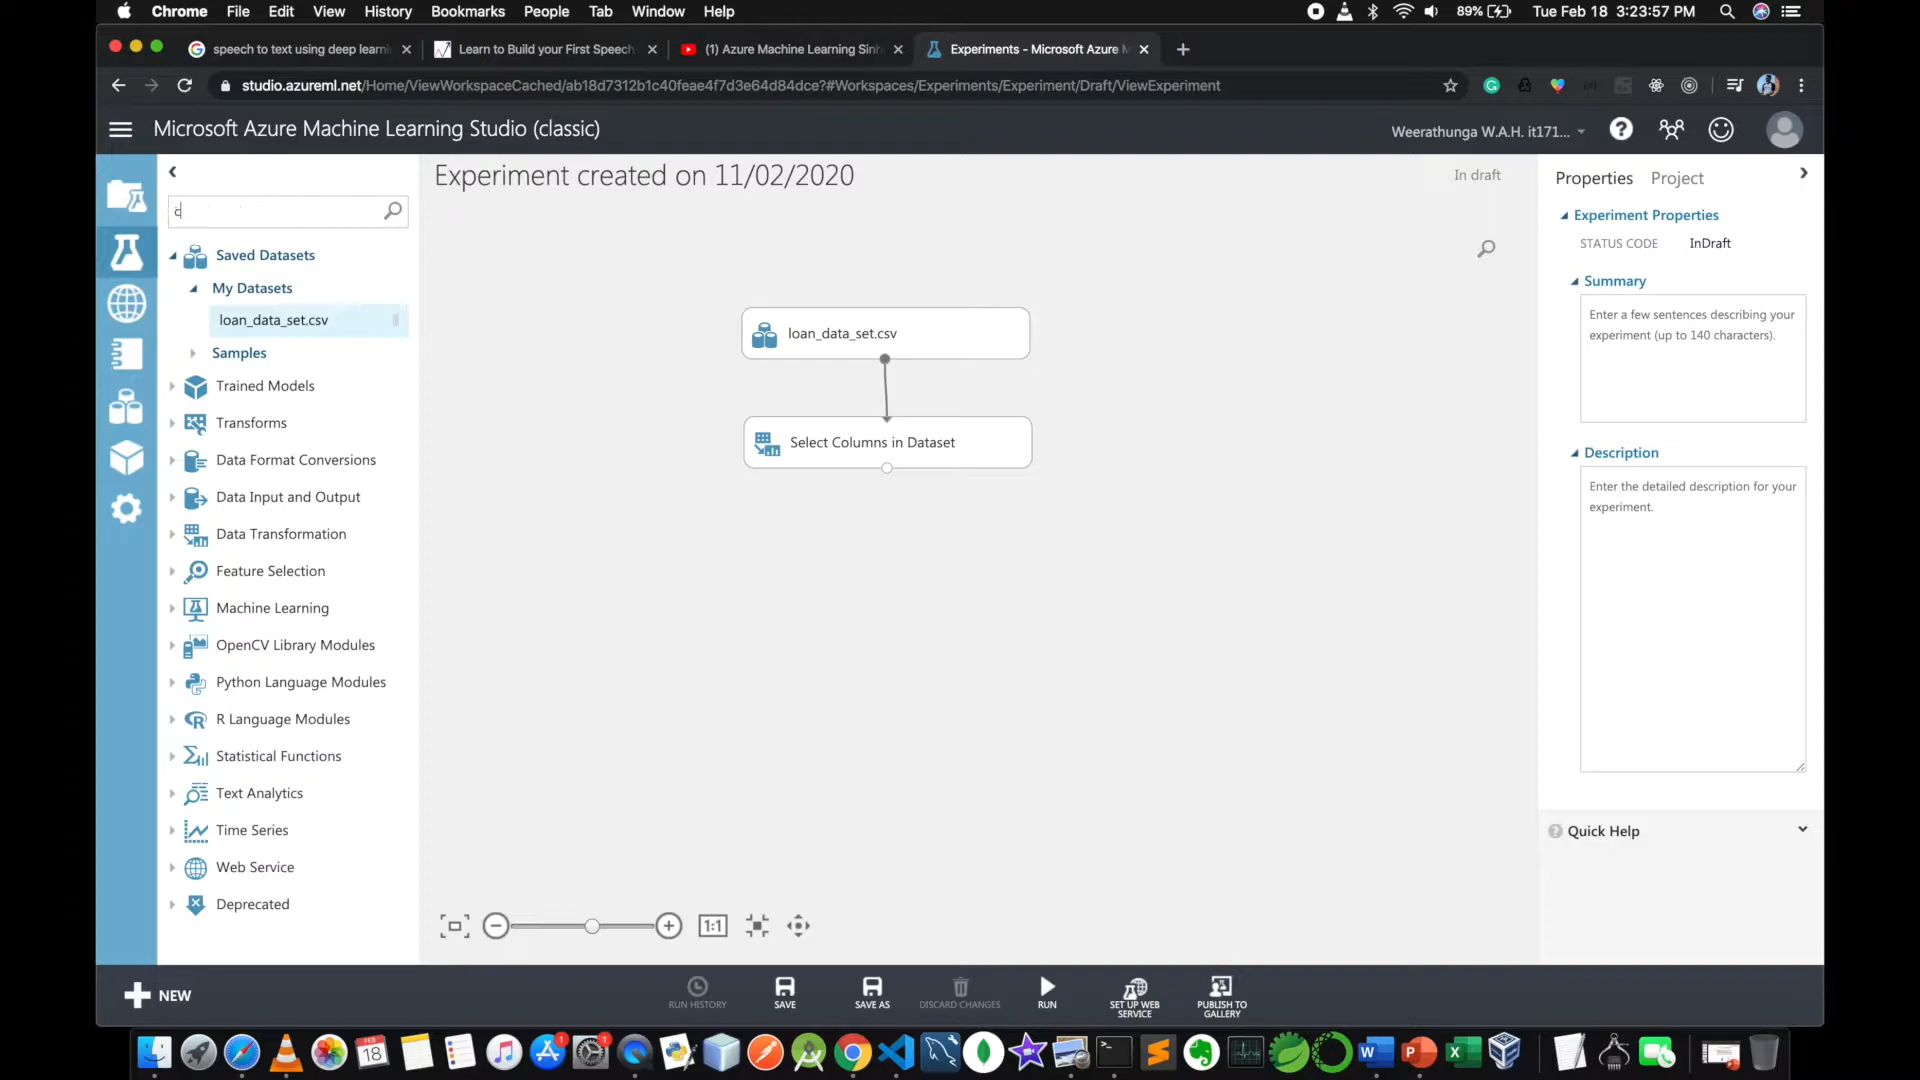 Chrome File Edit View History Bookmarks People Tab Window Help 89% Tue Feb 18 3:23:57 PM
speech to text using deep learni Learn to Build your First Speech- (1) Azure Machine Learning Sinh Experiments - Microsoft Azure M
studio.azureml.net/Home/ViewWorkspaceCached/ab18d7312b1c40feae4f7d3e64d84dce?#Workspaces/Experiments/Experiment/Draft/ViewExperiment
Microsoft Azure Machine Learning Studio (classic) Weerathunga W.A.H. it171...
Experiment created on 11/02/2020 In draft
c
Saved Datasets
My Datasets
loan_data_set.csv
Samples
Trained Models
Transforms
Data Format Conversions
Data Input and Output
Data Transformation
Feature Selection
Machine Learning
OpenCV Library Modules
Python Language Modules
R Language Modules
Statistical Functions
Text Analytics
Time Series
Web Service
Deprecated
loan_data_set.csv
Select Columns in Dataset
1:1
Properties Project
Experiment Properties
STATUS CODE InDraft
Summary
Enter a few sentences describing your
experiment (up to 140 characters).
Description
Enter the detailed description for your
experiment.
Quick Help
NEW
RUN HISTORY
SAVE
SAVE AS
DISCARD CHANGES
RUN
SET UP WEB
SERVICE
PUBLISH TO
GALLERY
FEB
18
1
1